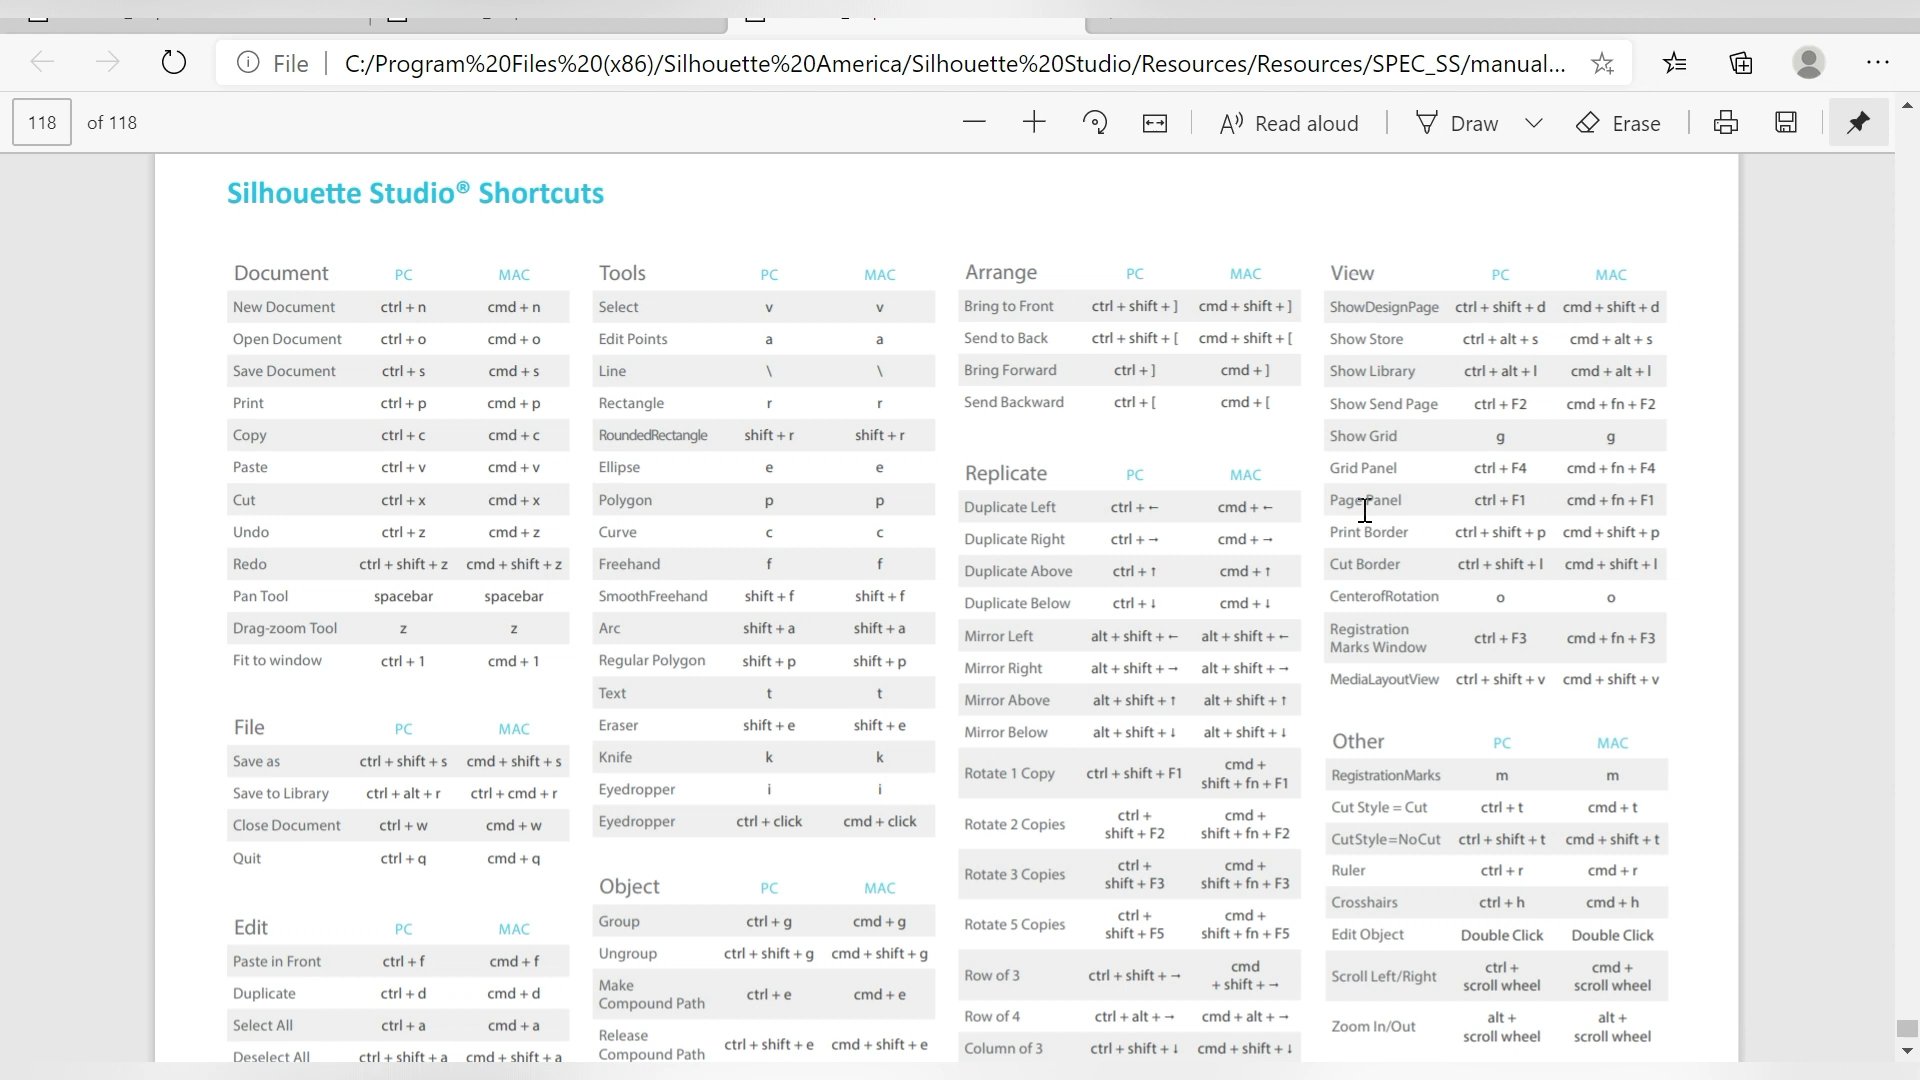 File | C:/Program%20Files%20(x86)/Silhouette%20America/Silhouette%20Studio/Resources/Resources/SPEC_SS/manual...
118 of 118 Read aloud Draw Erase
Silhouette Studio® Shortcuts
Document PC MAC
New Document ctrl + n cmd + n
Open Document ctrl + o cmd + o
Save Document ctrl + s cmd + s
Print ctrl + p cmd + p
Copy ctrl + c cmd + c
Paste ctrl + v cmd + v
Cut ctrl + x cmd + x
Undo ctrl + z cmd + z
Redo ctrl + shift + z cmd + shift + z
Pan Tool spacebar spacebar
Drag-zoom Tool z z
Fit to window ctrl + 1 cmd + 1
File PC MAC
Save as ctrl + shift + s cmd + shift + s
Save to Library ctrl + alt + r ctrl + cmd + r
Close Document ctrl + w cmd + w
Quit ctrl + q cmd + q
Edit PC MAC
Paste in Front ctrl + f cmd + f
Duplicate ctrl + d cmd + d
Select All ctrl + a cmd + a
Deselect All ctrl + shift + a cmd + shift + a
Tools PC MAC
Select v v
Edit Points a a
Line \ \
Rectangle r r
RoundedRectangle shift + r shift + r
Ellipse e e
Polygon p p
Curve c c
Freehand f f
SmoothFreehand shift + f shift + f
Arc shift + a shift + a
Regular Polygon shift + p shift + p
Text t t
Eraser shift + e shift + e
Knife k k
Eyedropper i i
Eyedropper ctrl + click cmd + click
Object PC MAC
Group ctrl + g cmd + g
Ungroup ctrl + shift + g cmd + shift + g
Make
Compound Path ctrl + e cmd + e
Release
Compound Path ctrl + shift + e cmd + shift + e
Arrange PC MAC
Bring to Front ctrl + shift + ] cmd + shift + ]
Send to Back ctrl + shift + [ cmd + shift + [
Bring Forward ctrl + ] cmd + ]
Send Backward ctrl + [ cmd + [
Replicate PC MAC
Duplicate Left ctrl + ← cmd + ←
Duplicate Right ctrl + → cmd + →
Duplicate Above ctrl + ↑ cmd + ↑
Duplicate Below ctrl + ↓ cmd + ↓
Mirror Left alt + shift + ← alt + shift + ←
Mirror Right alt + shift + → alt + shift + →
Mirror Above alt + shift + ↑ alt + shift + ↑
Mirror Below alt + shift + ↓ alt + shift + ↓
Rotate 1 Copy ctrl + shift + F1 cmd +
shift + fn + F1
Rotate 2 Copies ctrl + cmd +
shift + F2 shift + fn + F2
Rotate 3 Copies ctrl + cmd +
shift + F3 shift + fn + F3
Rotate 5 Copies ctrl + cmd +
shift + F5 shift + fn + F5
Row of 3 ctrl + shift + → cmd
+ shift + →
Row of 4 ctrl + alt + → cmd + alt + →
Column of 3 ctrl + shift + ↓ cmd + shift + ↓
View PC MAC
ShowDesignPage ctrl + shift + d cmd + shift + d
Show Store ctrl + alt + s cmd + alt + s
Show Library ctrl + alt + l cmd + alt + l
Show Send Page ctrl + F2 cmd + fn + F2
Show Grid g g
Grid Panel ctrl + F4 cmd + fn + F4
Page Panel ctrl + F1 cmd + fn + F1
Print Border ctrl + shift + p cmd + shift + p
Cut Border ctrl + shift + l cmd + shift + l
CenterofRotation o o
Registration
Marks Window ctrl + F3 cmd + fn + F3
MediaLayoutView ctrl + shift + v cmd + shift + v
Other PC MAC
RegistrationMarks m m
Cut Style = Cut ctrl + t cmd + t
CutStyle=NoCut ctrl + shift + t cmd + shift + t
Ruler ctrl + r cmd + r
Crosshairs ctrl + h cmd + h
Edit Object Double Click Double Click
Scroll Left/Right ctrl + cmd +
scroll wheel scroll wheel
Zoom In/Out alt + alt +
scroll wheel scroll wheel